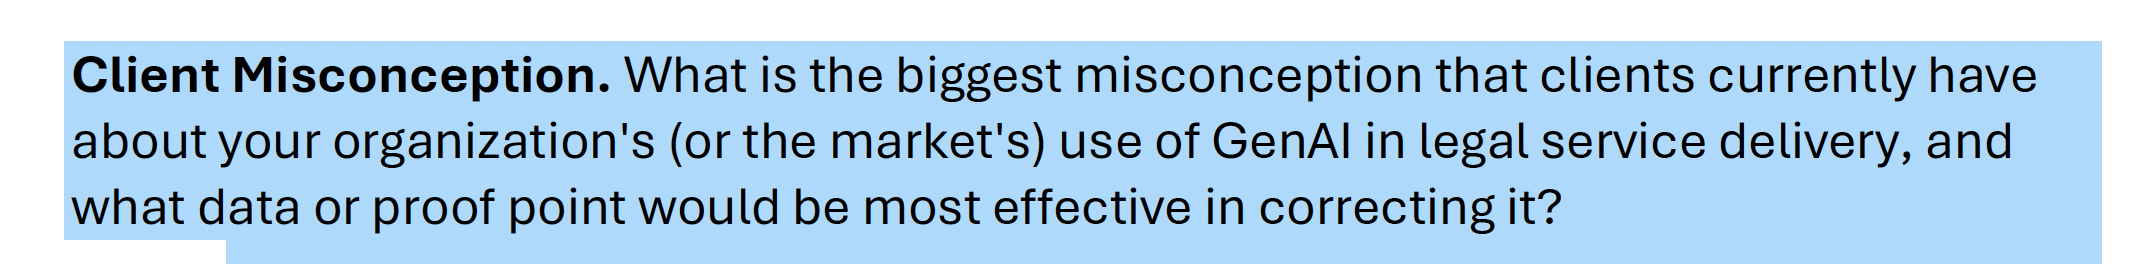 Client Misconception. What is the biggest misconception that clients currently have
about your organization's (or the market's) use of GenAI in legal service delivery, and
what data or proof point would be most effective in correcting it?